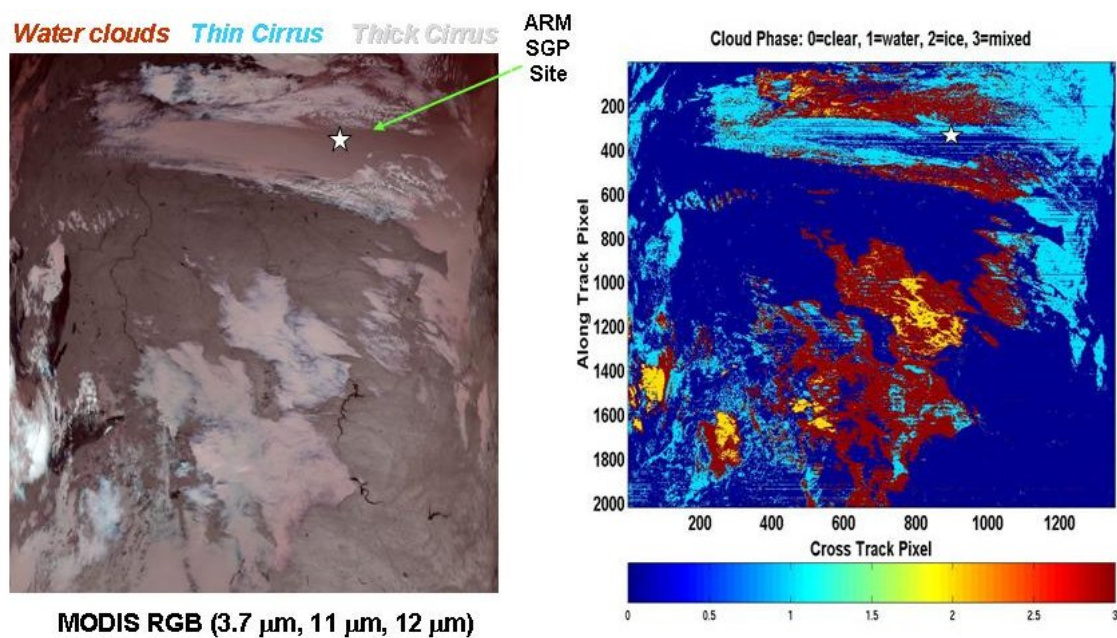 Water clouds Thin Cirrus Thick Cirrus
ARM
SGP
Site
MODIS RGB (3.7 μm, 11 μm, 12 μm)
Cloud Phase: 0=clear, 1=water, 2=ice, 3=mixed
Along Track Pixel
200
400
600
800
1000
1200
1400
1600
1800
2000
200 400 600 800 1000 1200
Cross Track Pixel
0 0.5 1 1.5 2 2.5 3